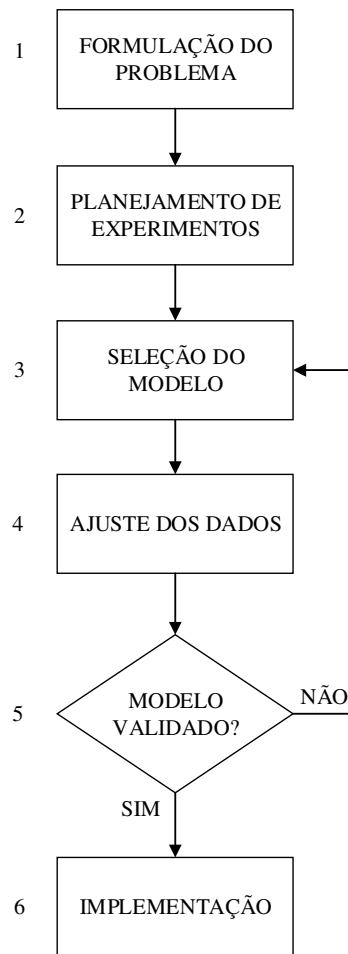 1
FORMULAÇÃO DO
PROBLEMA
2
PLANEJAMENTO DE
EXPERIMENTOS
3
SELEÇÃO DO
MODELO
4
AJUSTE DOS DADOS
5
MODELO
VALIDADO?
NÃO
SIM
6
IMPLEMENTAÇÃO